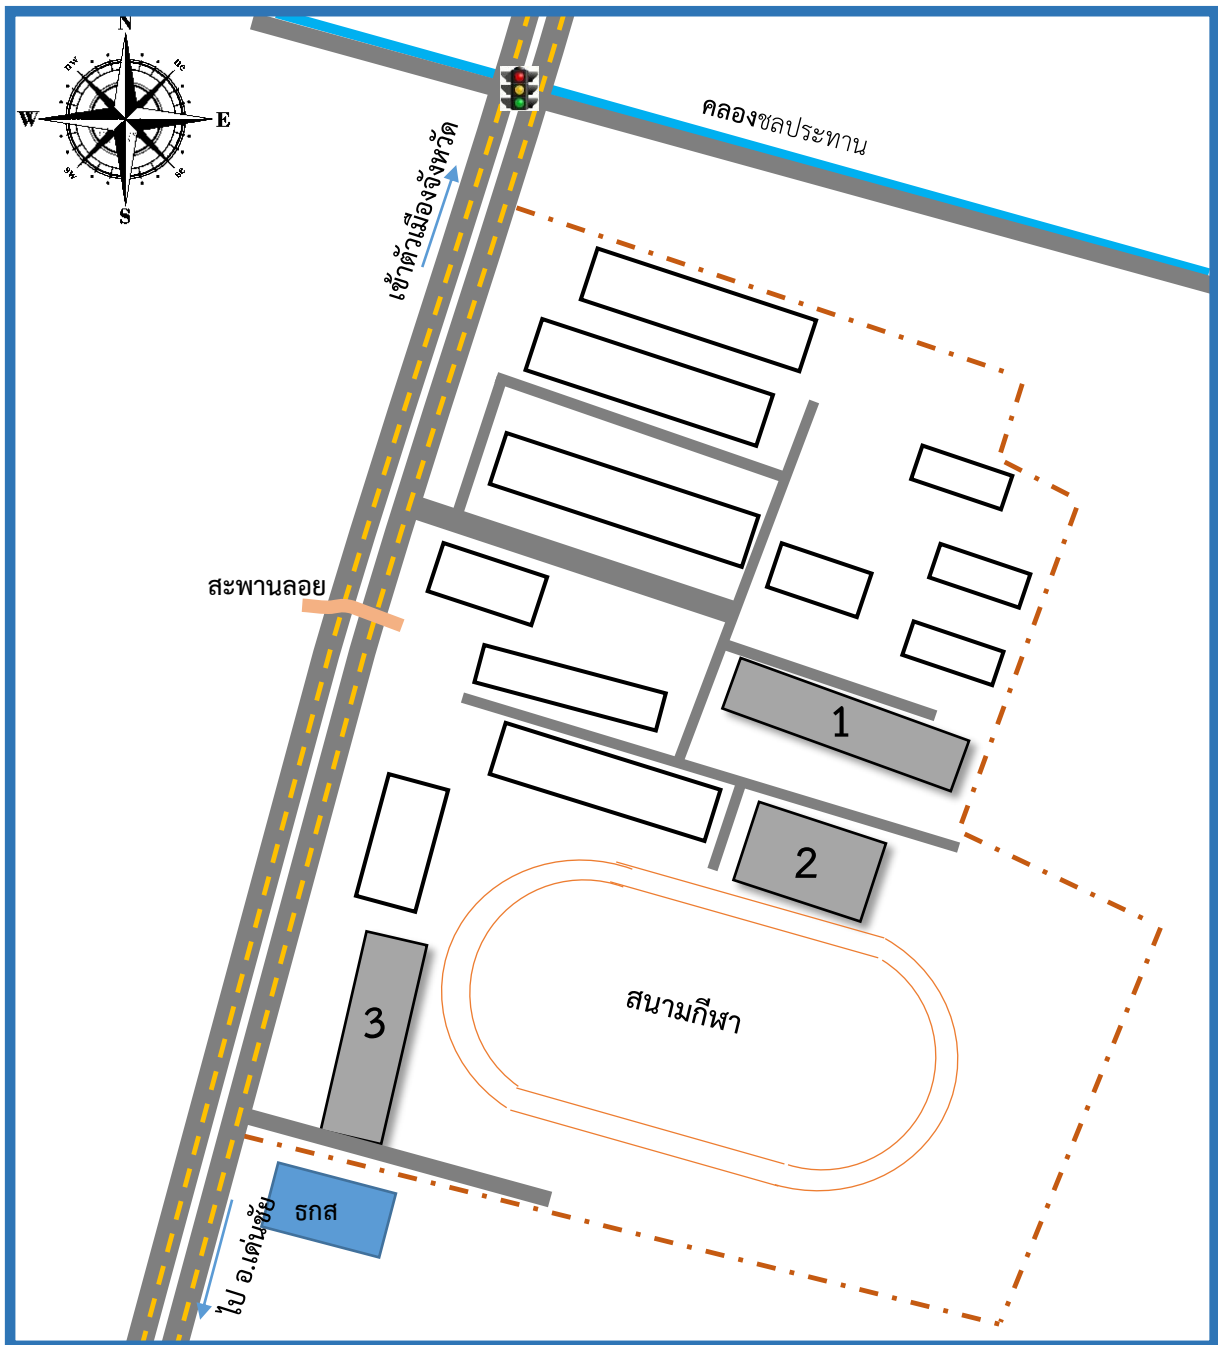 N
nw
ne
W
E
sw
se
S
คลองชลประทาน
เข้าตัวเมืองจังหวัด
สะพานลอย
1
2
3
สนามกีฬา
ธกส
ไป อ.เด่นชัย